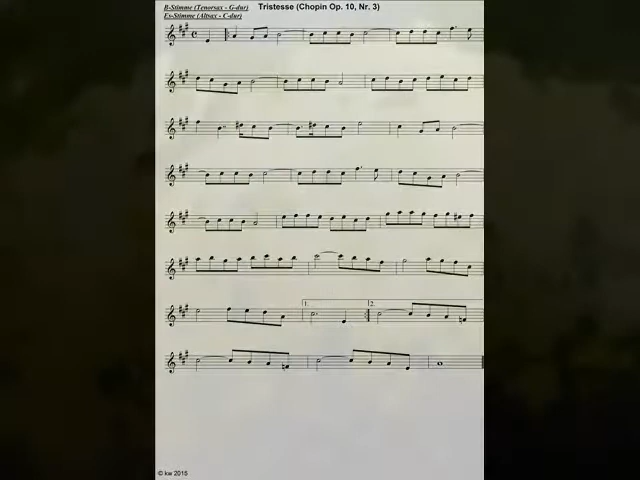 B-Stimme (Tenorsax - G-dur)
Tristesse (Chopin Op. 10, Nr. 3)
Es-Stimme (Altsax - C-dur)
1.
2.
© kw 2015